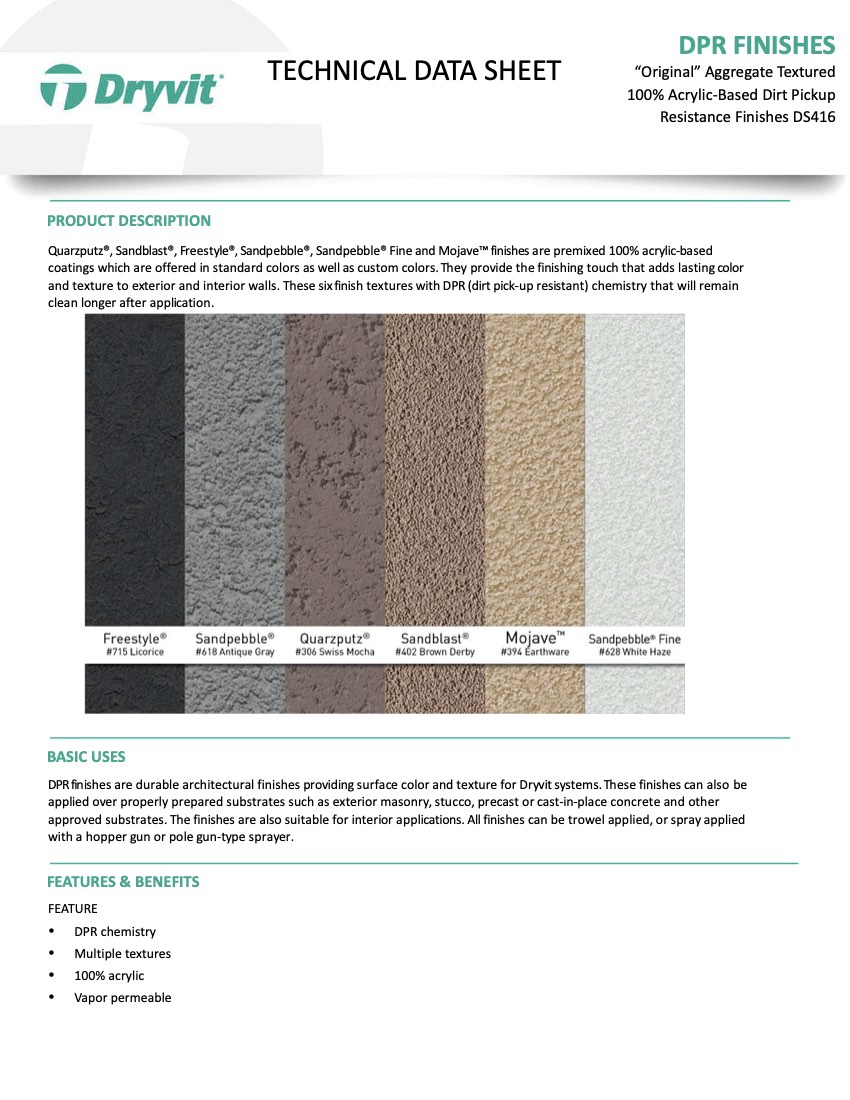 Dryvit®
TECHNICAL DATA SHEET
DPR FINISHES
“Original” Aggregate Textured
100% Acrylic-Based Dirt Pickup
Resistance Finishes DS416
PRODUCT DESCRIPTION
Quarzputz®, Sandblast®, Freestyle®, Sandpebble®, Sandpebble® Fine and Mojave™ finishes are premixed 100% acrylic-based
coatings which are offered in standard colors as well as custom colors. They provide the finishing touch that adds lasting color
and texture to exterior and interior walls. These six finish textures with DPR (dirt pick-up resistant) chemistry that will remain
clean longer after application.
Freestyle® Sandpebble® Quarzputz® Sandblast® Mojave™ Sandpebble® Fine
#715 Licorice #618 Antique Gray #306 Swiss Mocha #402 Brown Derby #394 Earthware #628 White Haze
BASIC USES
DPR finishes are durable architectural finishes providing surface color and texture for Dryvit systems. These finishes can also be
applied over properly prepared substrates such as exterior masonry, stucco, precast or cast-in-place concrete and other
approved substrates. The finishes are also suitable for interior applications. All finishes can be trowel applied, or spray applied
with a hopper gun or pole gun-type sprayer.
FEATURES & BENEFITS
FEATURE
• DPR chemistry
• Multiple textures
• 100% acrylic
• Vapor permeable